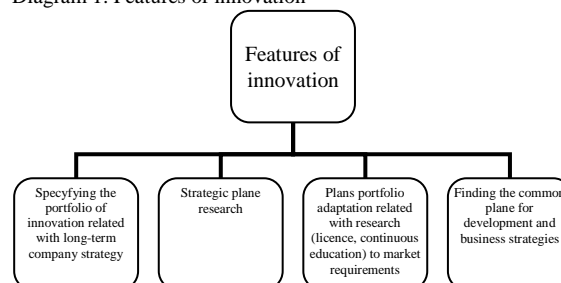 Diagram 1. Features of innovation
Features of
innovation
Specyfying the
portfolio of
innovation related
with long-term
company strategy
Strategic plane
research
Plans portfolio
adaptation related
with research
(licence, continuous
education) to market
requirements
Finding the common
plane for
development and
business strategies